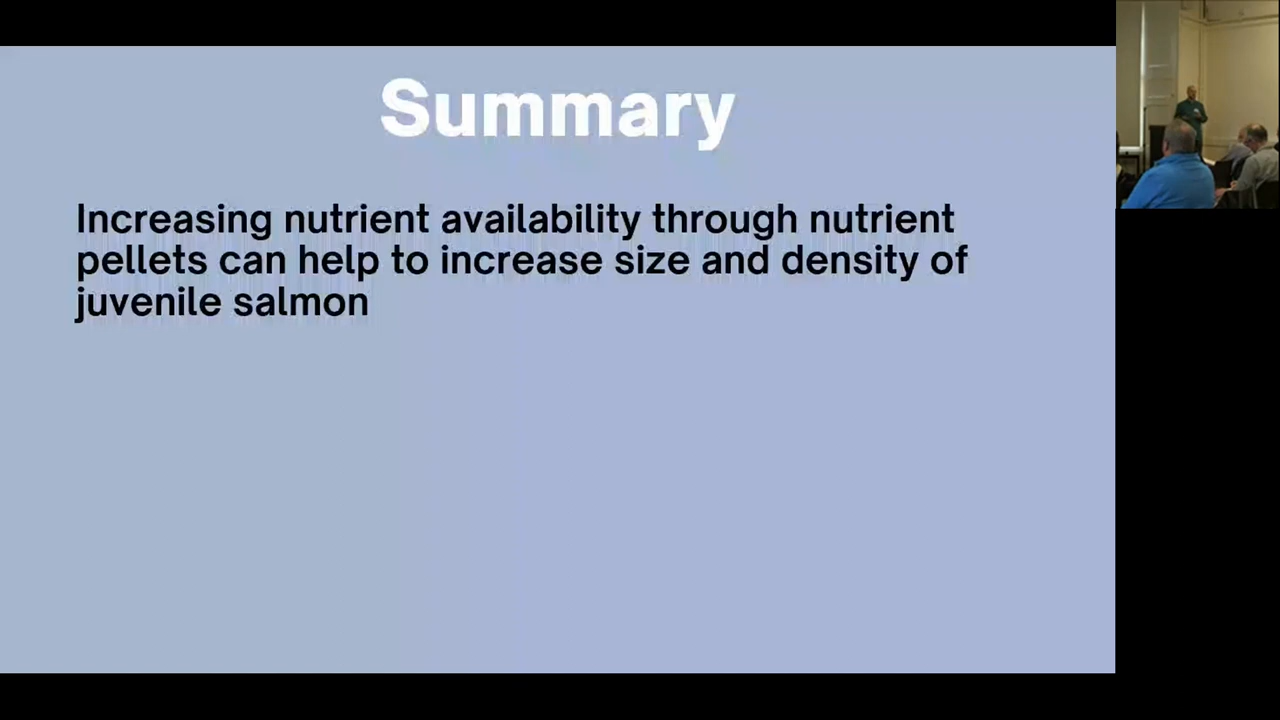 Summary
Increasing nutrient availability through nutrient
pellets can help to increase size and density of
juvenile salmon